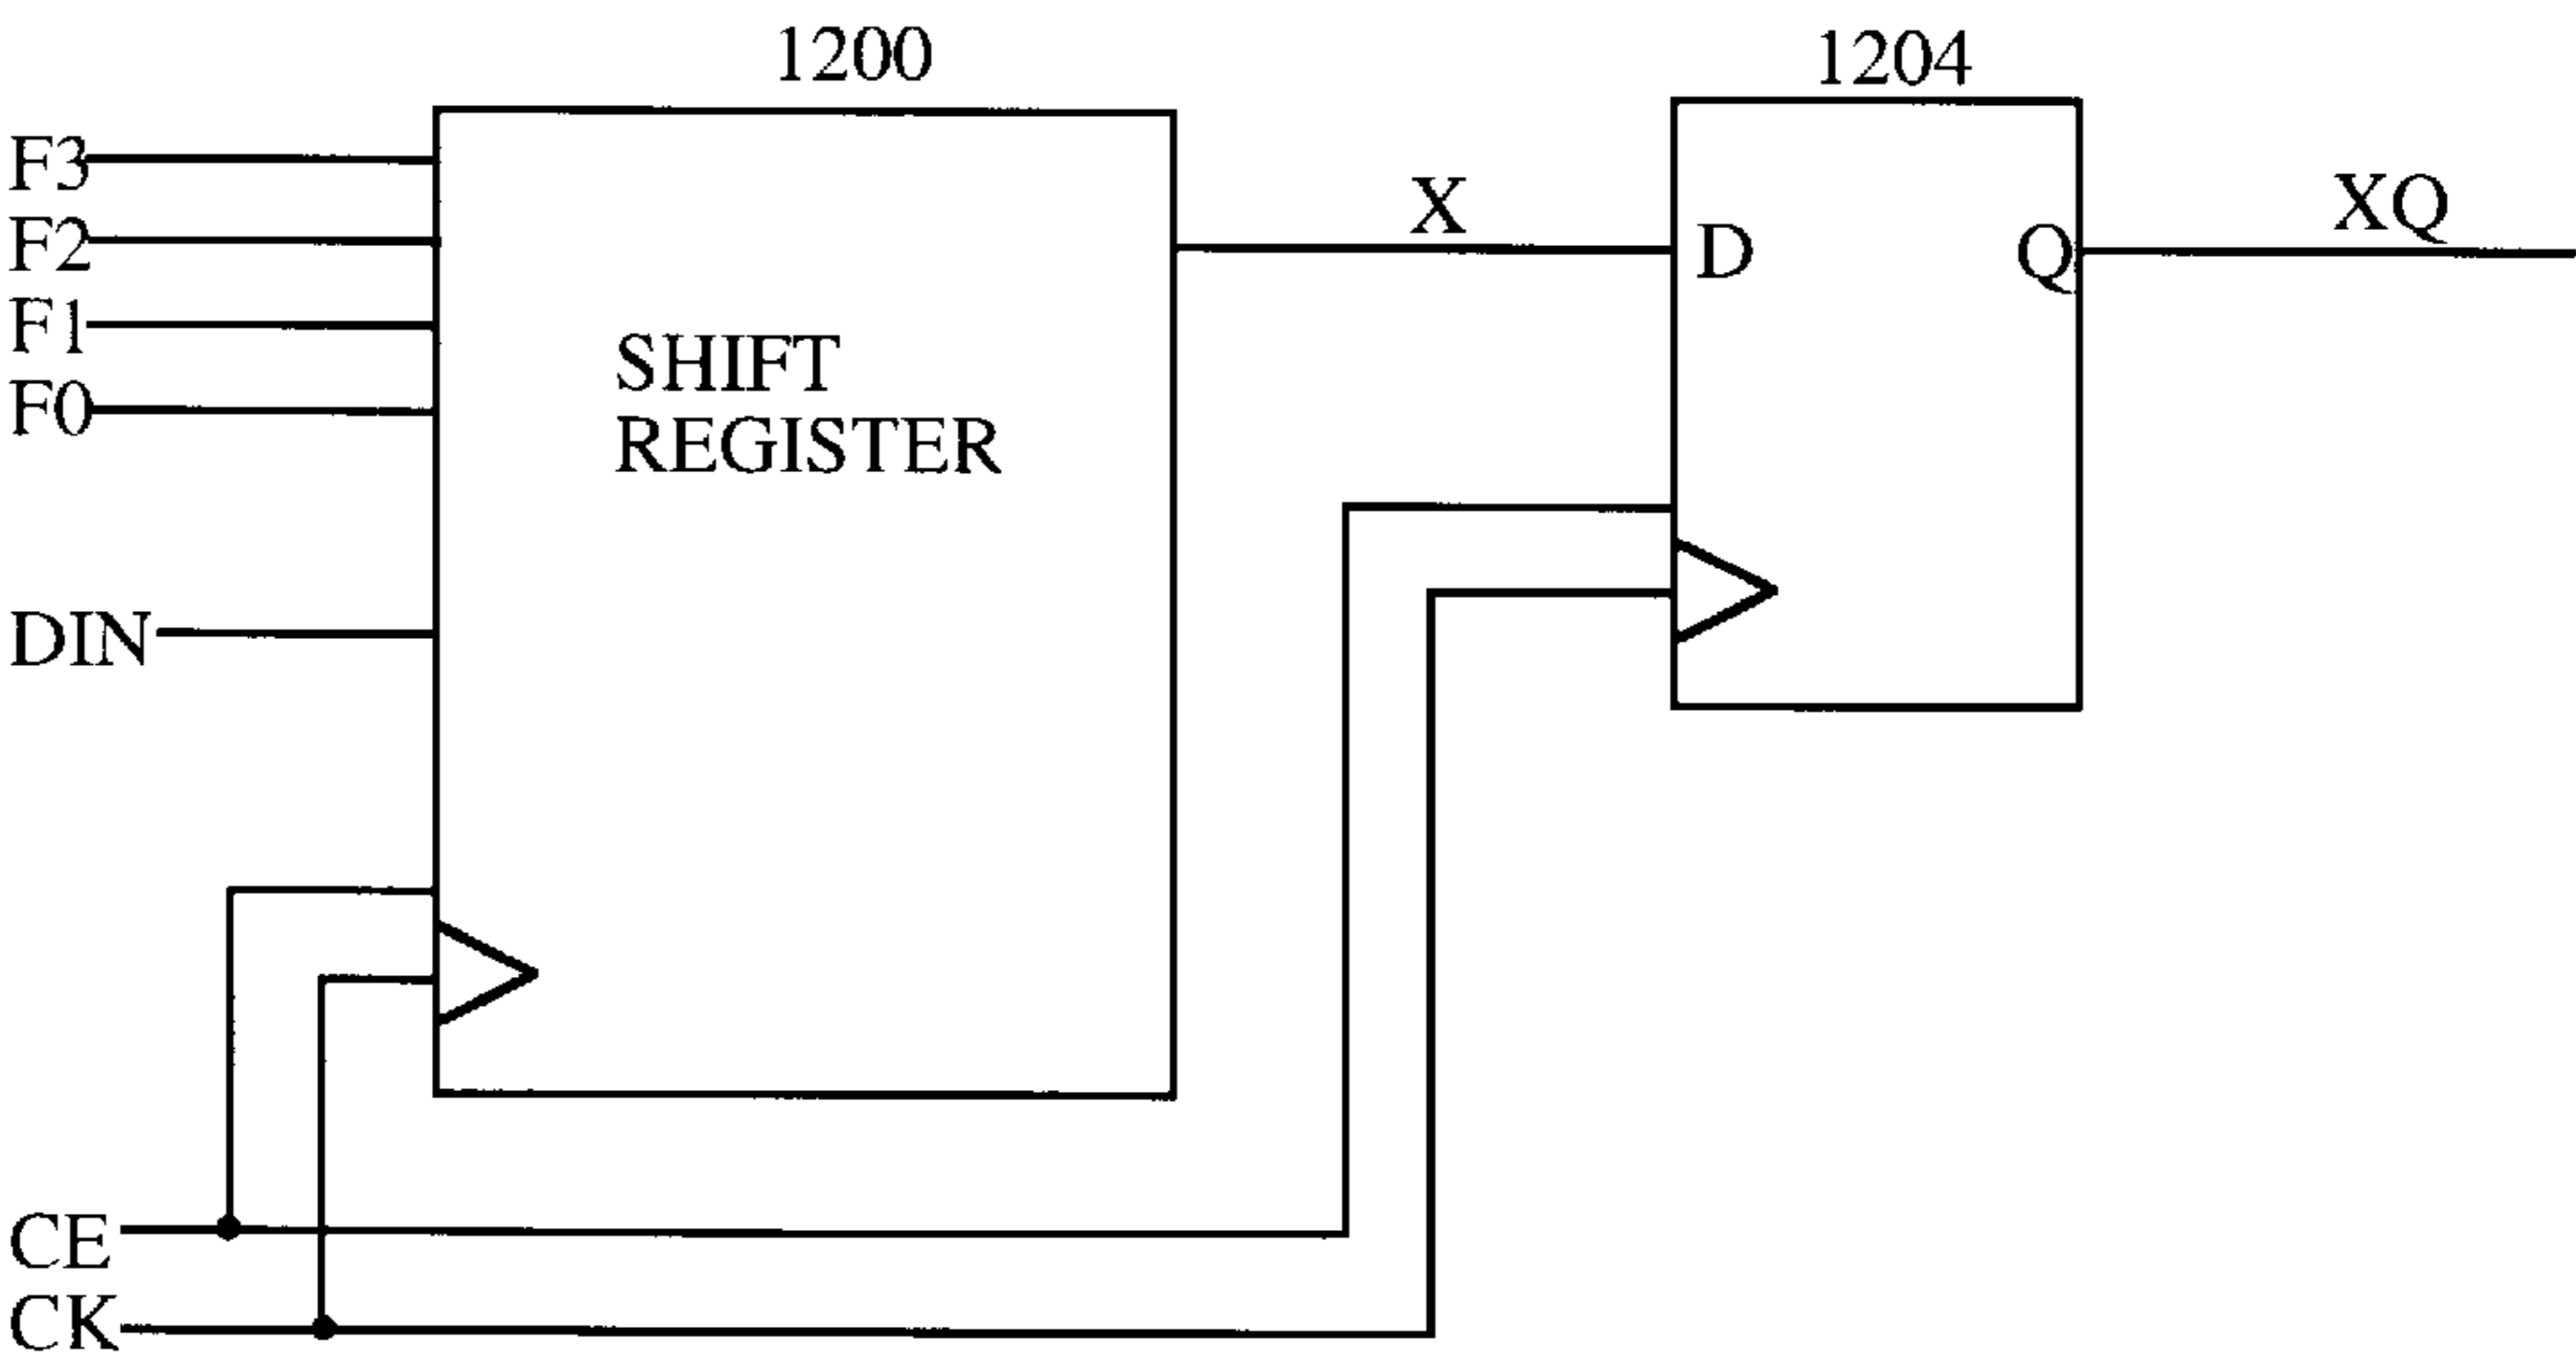 1200
1204
F3
F2
F1
F0
X
D
Q
XQ
SHIFT
REGISTER
DIN
CE
CK